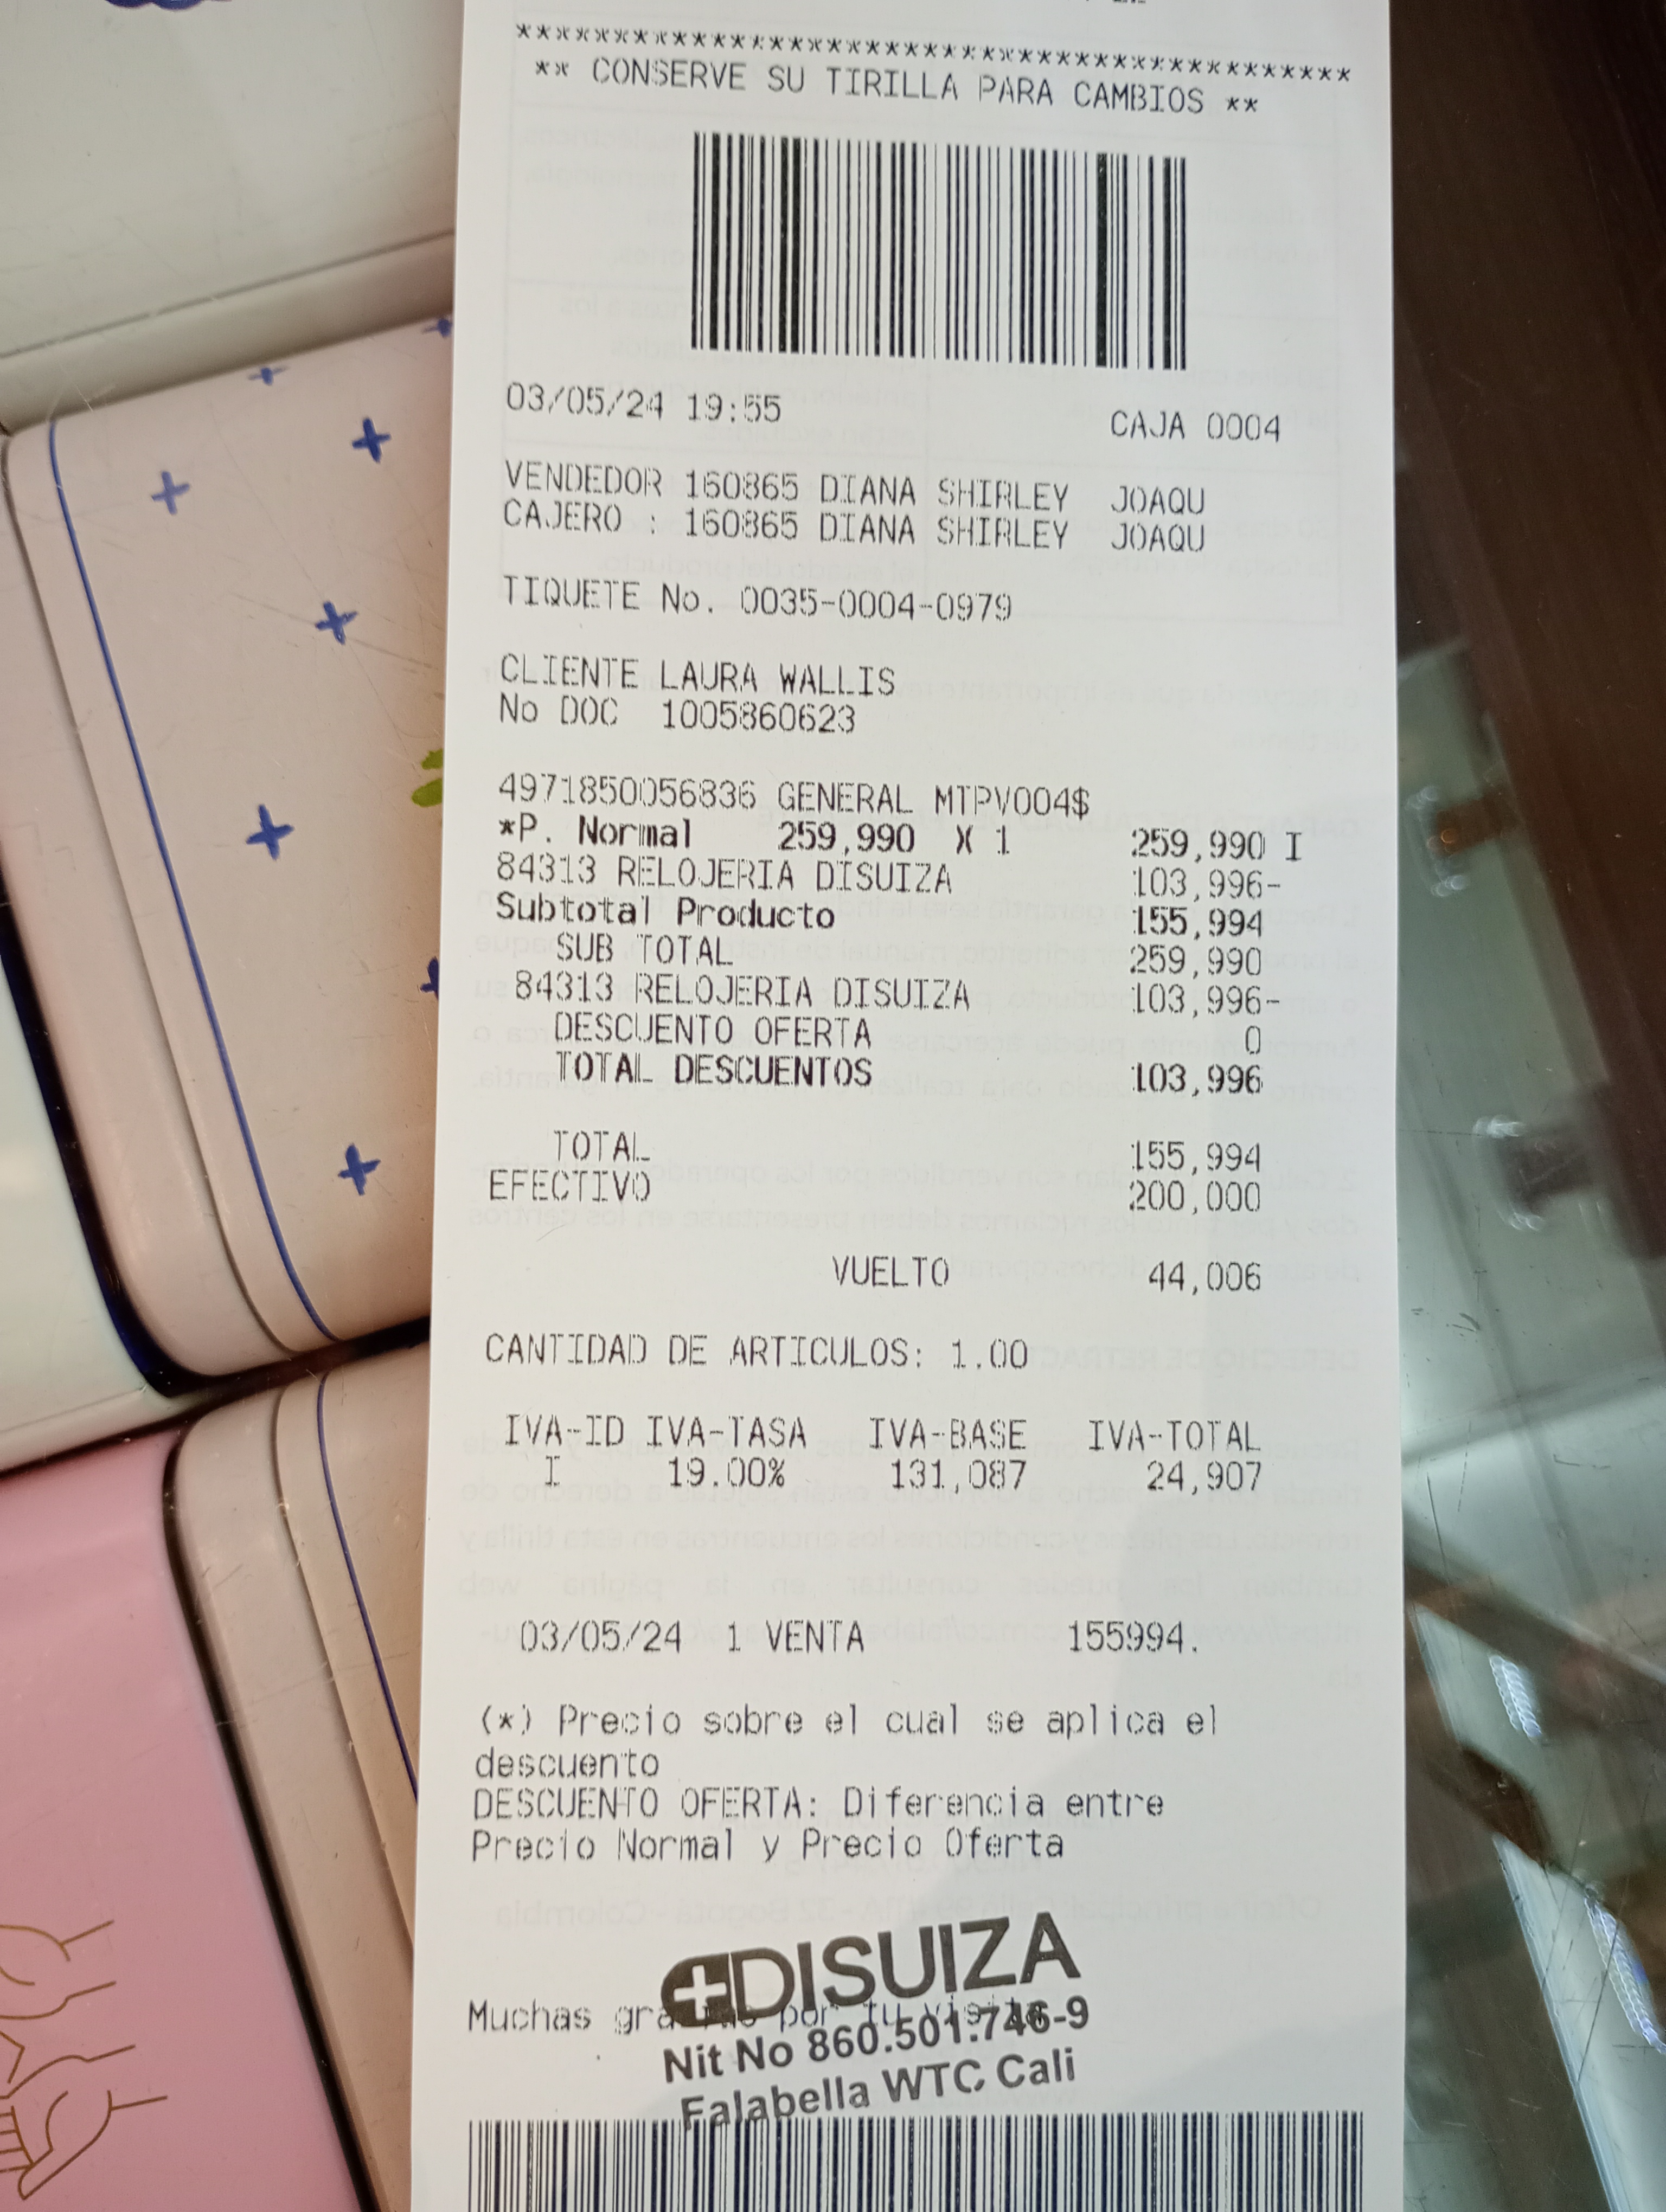 ******************************************
** CONSERVE SU TIRILLA PARA CAMBIOS **
03/05/24 19:55 CAJA 0004
VENDEDOR 160865 DIANA SHIRLEY JOAQU
CAJERO : 160865 DIANA SHIRLEY JOAQU
TIQUETE No. 0035-0004-0979
CLIENTE LAURA WALLIS
No DOC 1005860623
4971850056836 GENERAL MTPV004$
*P. Normal 259,990 X 1 259,990 I
84313 RELOJERIA DISUIZA 103,996-
Subtotal Producto 155,994
SUB TOTAL 259,990
84313 RELOJERIA DISUIZA 103,996-
DESCUENTO OFERTA 0
TOTAL DESCUENTOS 103,996
TOTAL 155,994
EFECTIVO 200,000
VUELTO 44,006
CANTIDAD DE ARTICULOS: 1.00
IVA-ID IVA-TASA IVA-BASE IVA-TOTAL
I 19.00% 131,087 24,907
03/05/24 1 VENTA 155994.
(*) Precio sobre el cual se aplica el
descuento
DESCUENTO OFERTA: Diferencia entre
Precio Normal y Precio Oferta
DISUIZA
Muchas gracias por tu visita
Nit No 860.501.746-9
Falabella WTC Cali